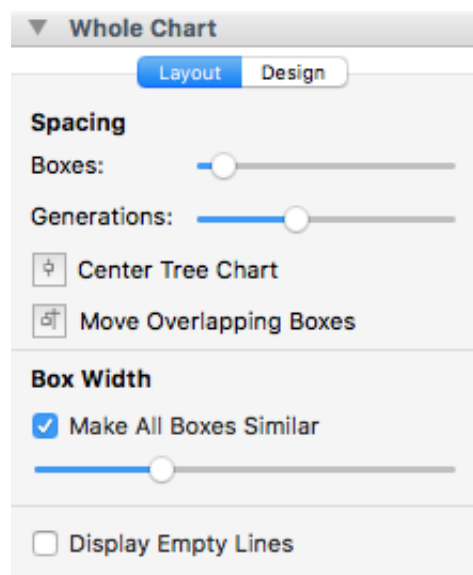 Whole Chart
Layout Design
Spacing
Boxes:
Generations:
Center Tree Chart
Move Overlapping Boxes
Box Width
Make All Boxes Similar
Display Empty Lines